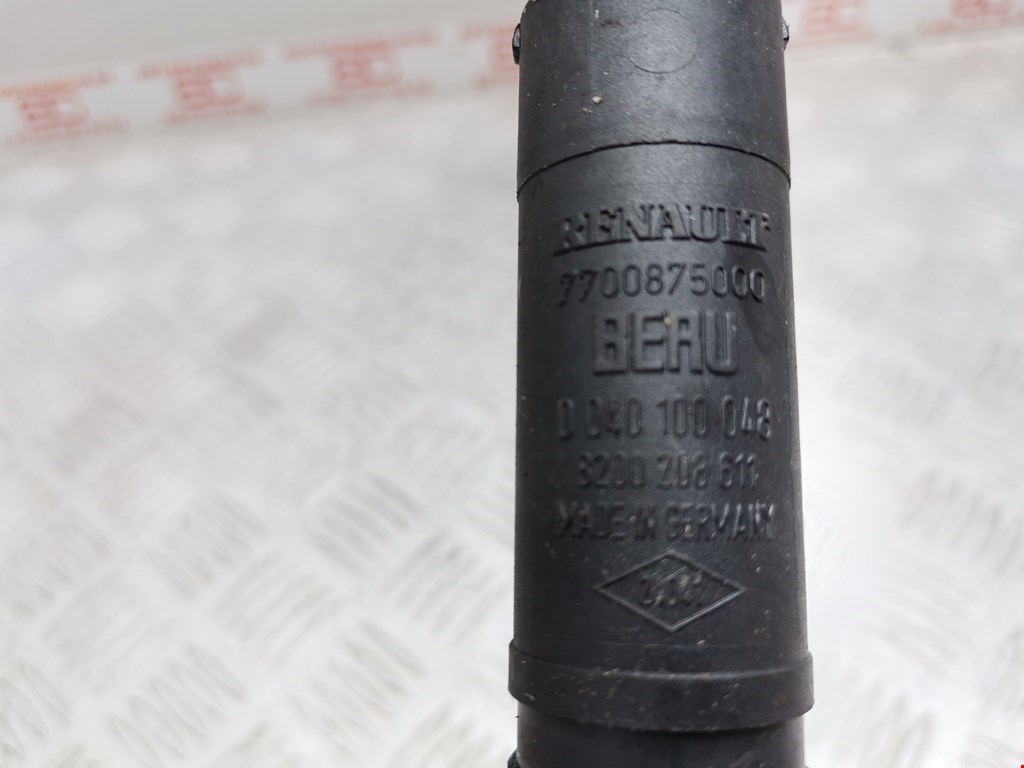 RENAULT
7700875000
BERU
0 040 100 048
8200 208 611
MADE IN GERMANY